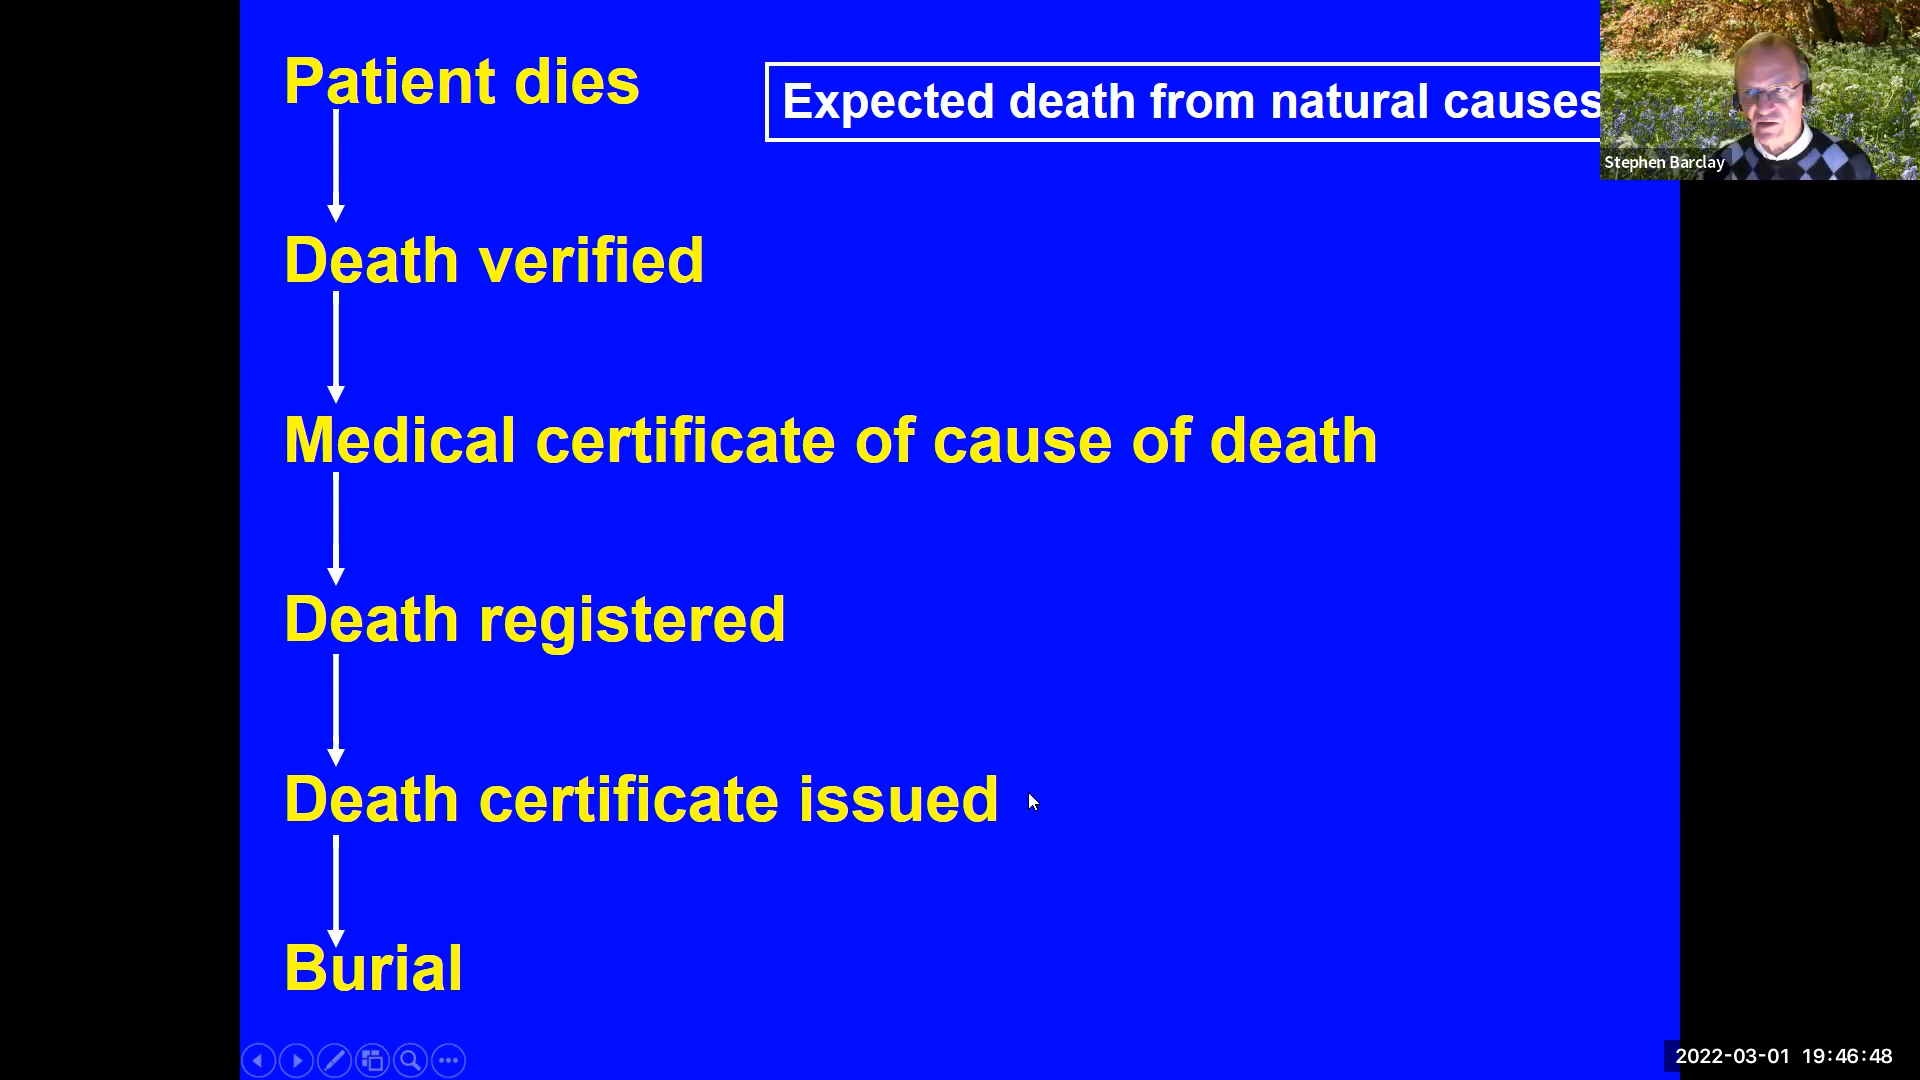 Patient dies
Expected death from natural causes
Stephen Barclay
Death verified
Medical certificate of cause of death
Death registered
Death certificate issued
Burial
2022-03-01 19:46:48